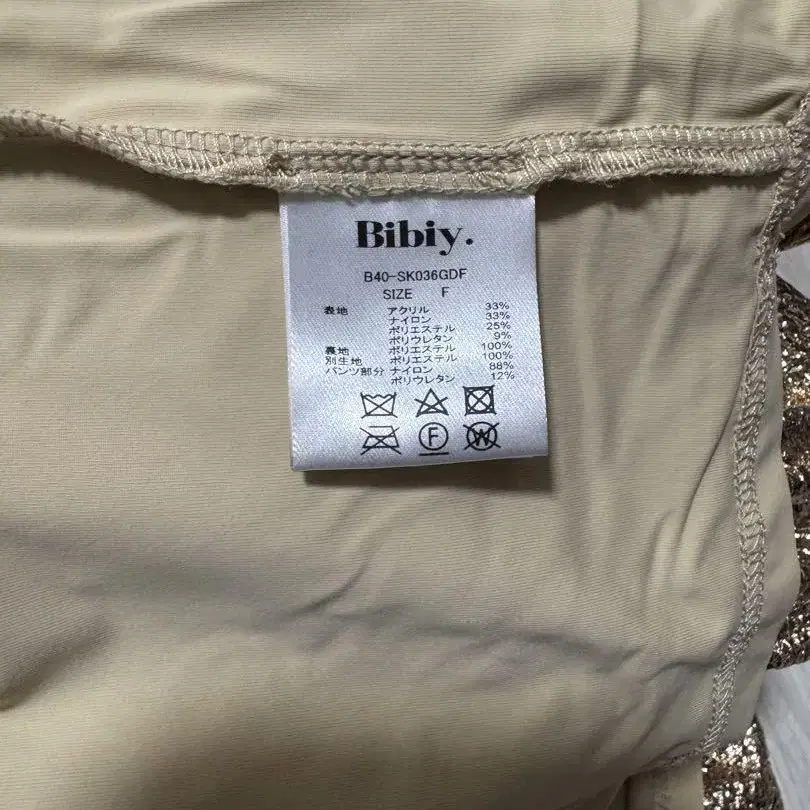 Bibiy.
B40-SK036GDF
SIZE F
表地 アクリル 33%
ナイロン 33%
ポリエステル 25%
ポリウレタン 9%
裏地 ポリエステル 100%
別生地 ポリエステル 100%
パンツ部分 ナイロン 88%
ポリウレタン 12%
F W